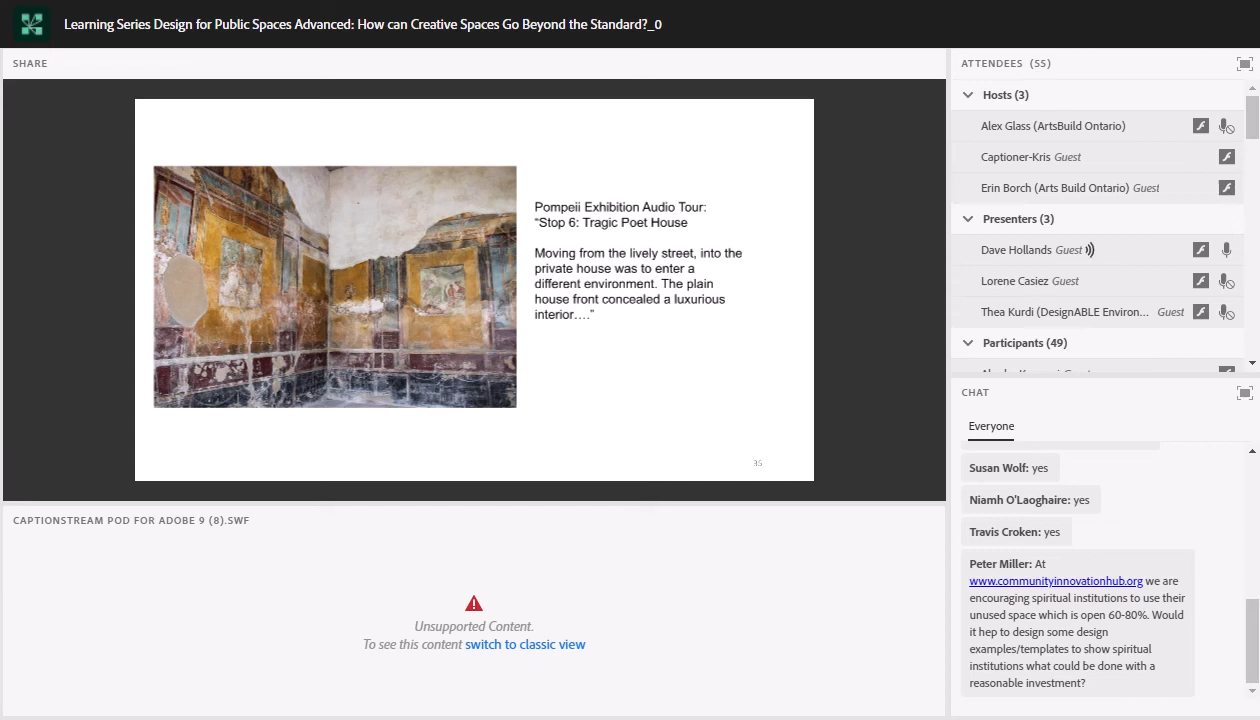 Learning Series Design for Public Spaces Advanced: How can Creative Spaces Go Beyond the Standard?_0
SHARE
Pompeii Exhibition Audio Tour:
“Stop 6: Tragic Poet House
Moving from the lively street, into the
private house was to enter a
different environment. The plain
house front concealed a luxurious
interior….”
35
CAPTIONSTREAM POD FOR ADOBE 9 (8).SWF
Unsupported Content.
To see this content switch to classic view
ATTENDEES (55)
Hosts (3)
Alex Glass (ArtsBuild Ontario)
Captioner-Kris Guest
Erin Borch (Arts Build Ontario) Guest
Presenters (3)
Dave Hollands Guest
Lorene Casiez Guest
Thea Kurdi (DesignABLE Environ... Guest
Participants (49)
CHAT
Everyone
Susan Wolf: yes
Niamh O'Laoghaire: yes
Travis Croken: yes
Peter Miller: At
www.communityinnovationhub.org we are
encouraging spiritual institutions to use their
unused space which is open 60-80%. Would
it hep to design some design
examples/templates to show spiritual
institutions what could be done with a
reasonable investment?